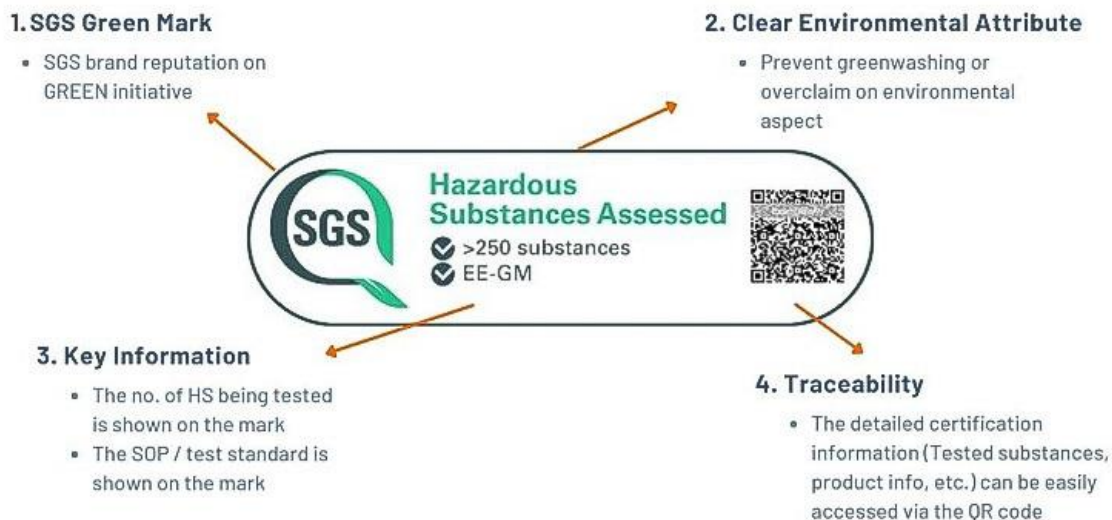 1. SGS Green Mark
• SGS brand reputation on
GREEN initiative
2. Clear Environmental Attribute
• Prevent greenwashing or
overclaim on environmental
aspect
SGS
Hazardous
Substances Assessed
>250 substances
EE-GM
3. Key Information
• The no. of HS being tested
is shown on the mark
• The SOP / test standard is
shown on the mark
4. Traceability
• The detailed certification
information (Tested substances,
product info, etc.) can be easily
accessed via the QR code